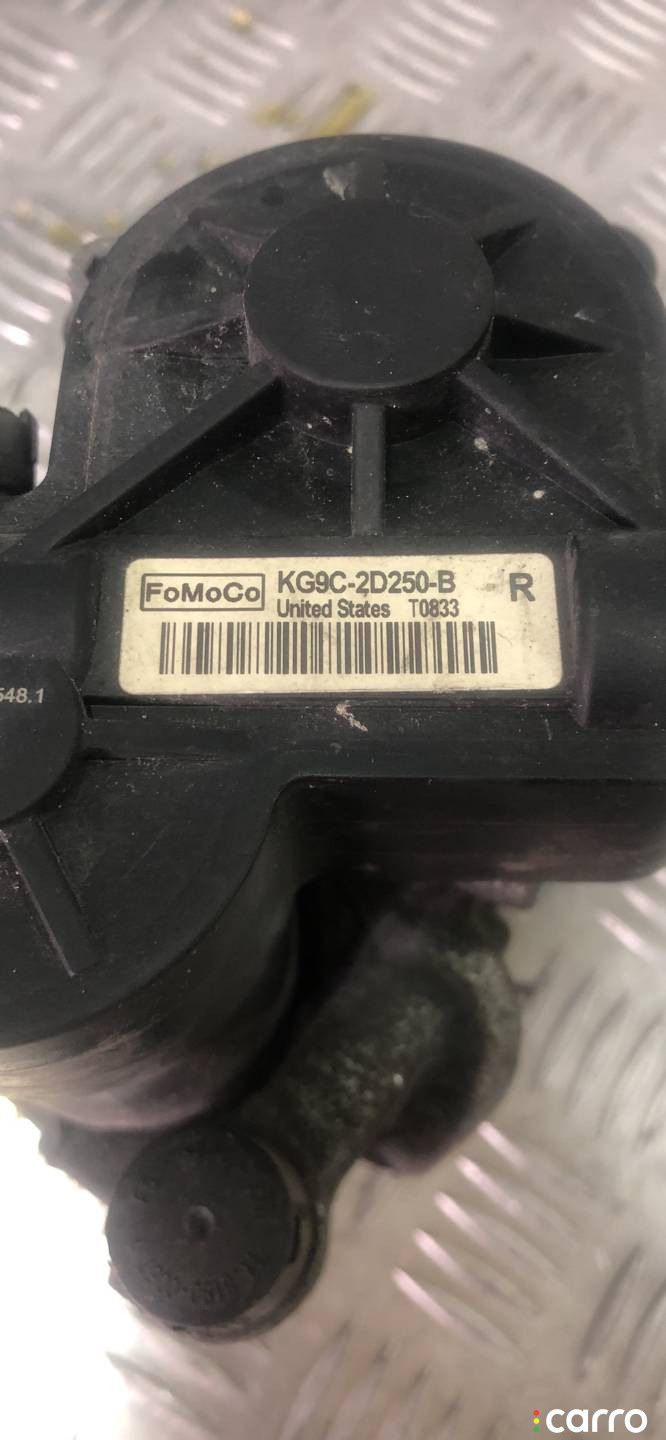 FoMoCo KG9C-2D250-B R
United States T0833
548.1
carro